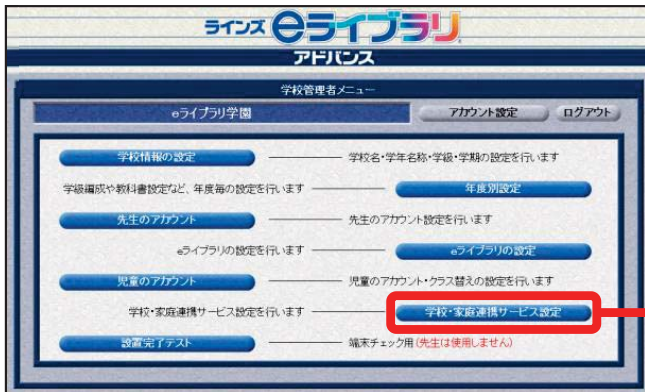 ラインズ eライブラリ
アドバンス
学校管理者メニュー
eライブラリ学園 アカウント設定 ログアウト
学校情報の設定 学校名・学年名称・学級・学期の設定を行います
学級編成や教科書設定など、年度毎の設定を行います 年度別設定
先生のアカウント 先生のアカウント設定を行います
eライブラリの設定を行います eライブラリの設定
児童のアカウント 児童のアカウント・クラス替えの設定を行います
学校・家庭連携サービス設定を行います 学校・家庭連携サービス設定
設置完了テスト 端末チェック用(先生は使用しません)